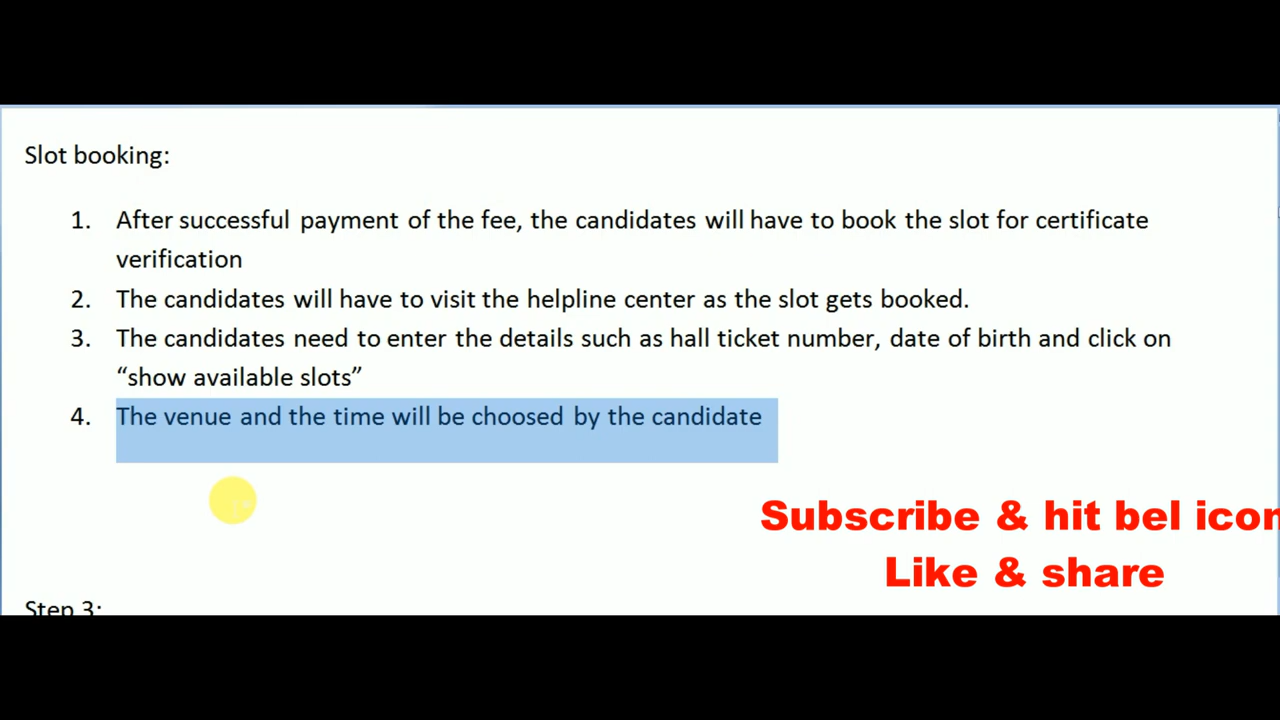 Slot booking:
1. After successful payment of the fee, the candidates will have to book the slot for certificate
verification
2. The candidates will have to visit the helpline center as the slot gets booked.
3. The candidates need to enter the details such as hall ticket number, date of birth and click on
“show available slots”
4. The venue and the time will be choosed by the candidate
Subscribe & hit bel icon
Like & share
Step 3: